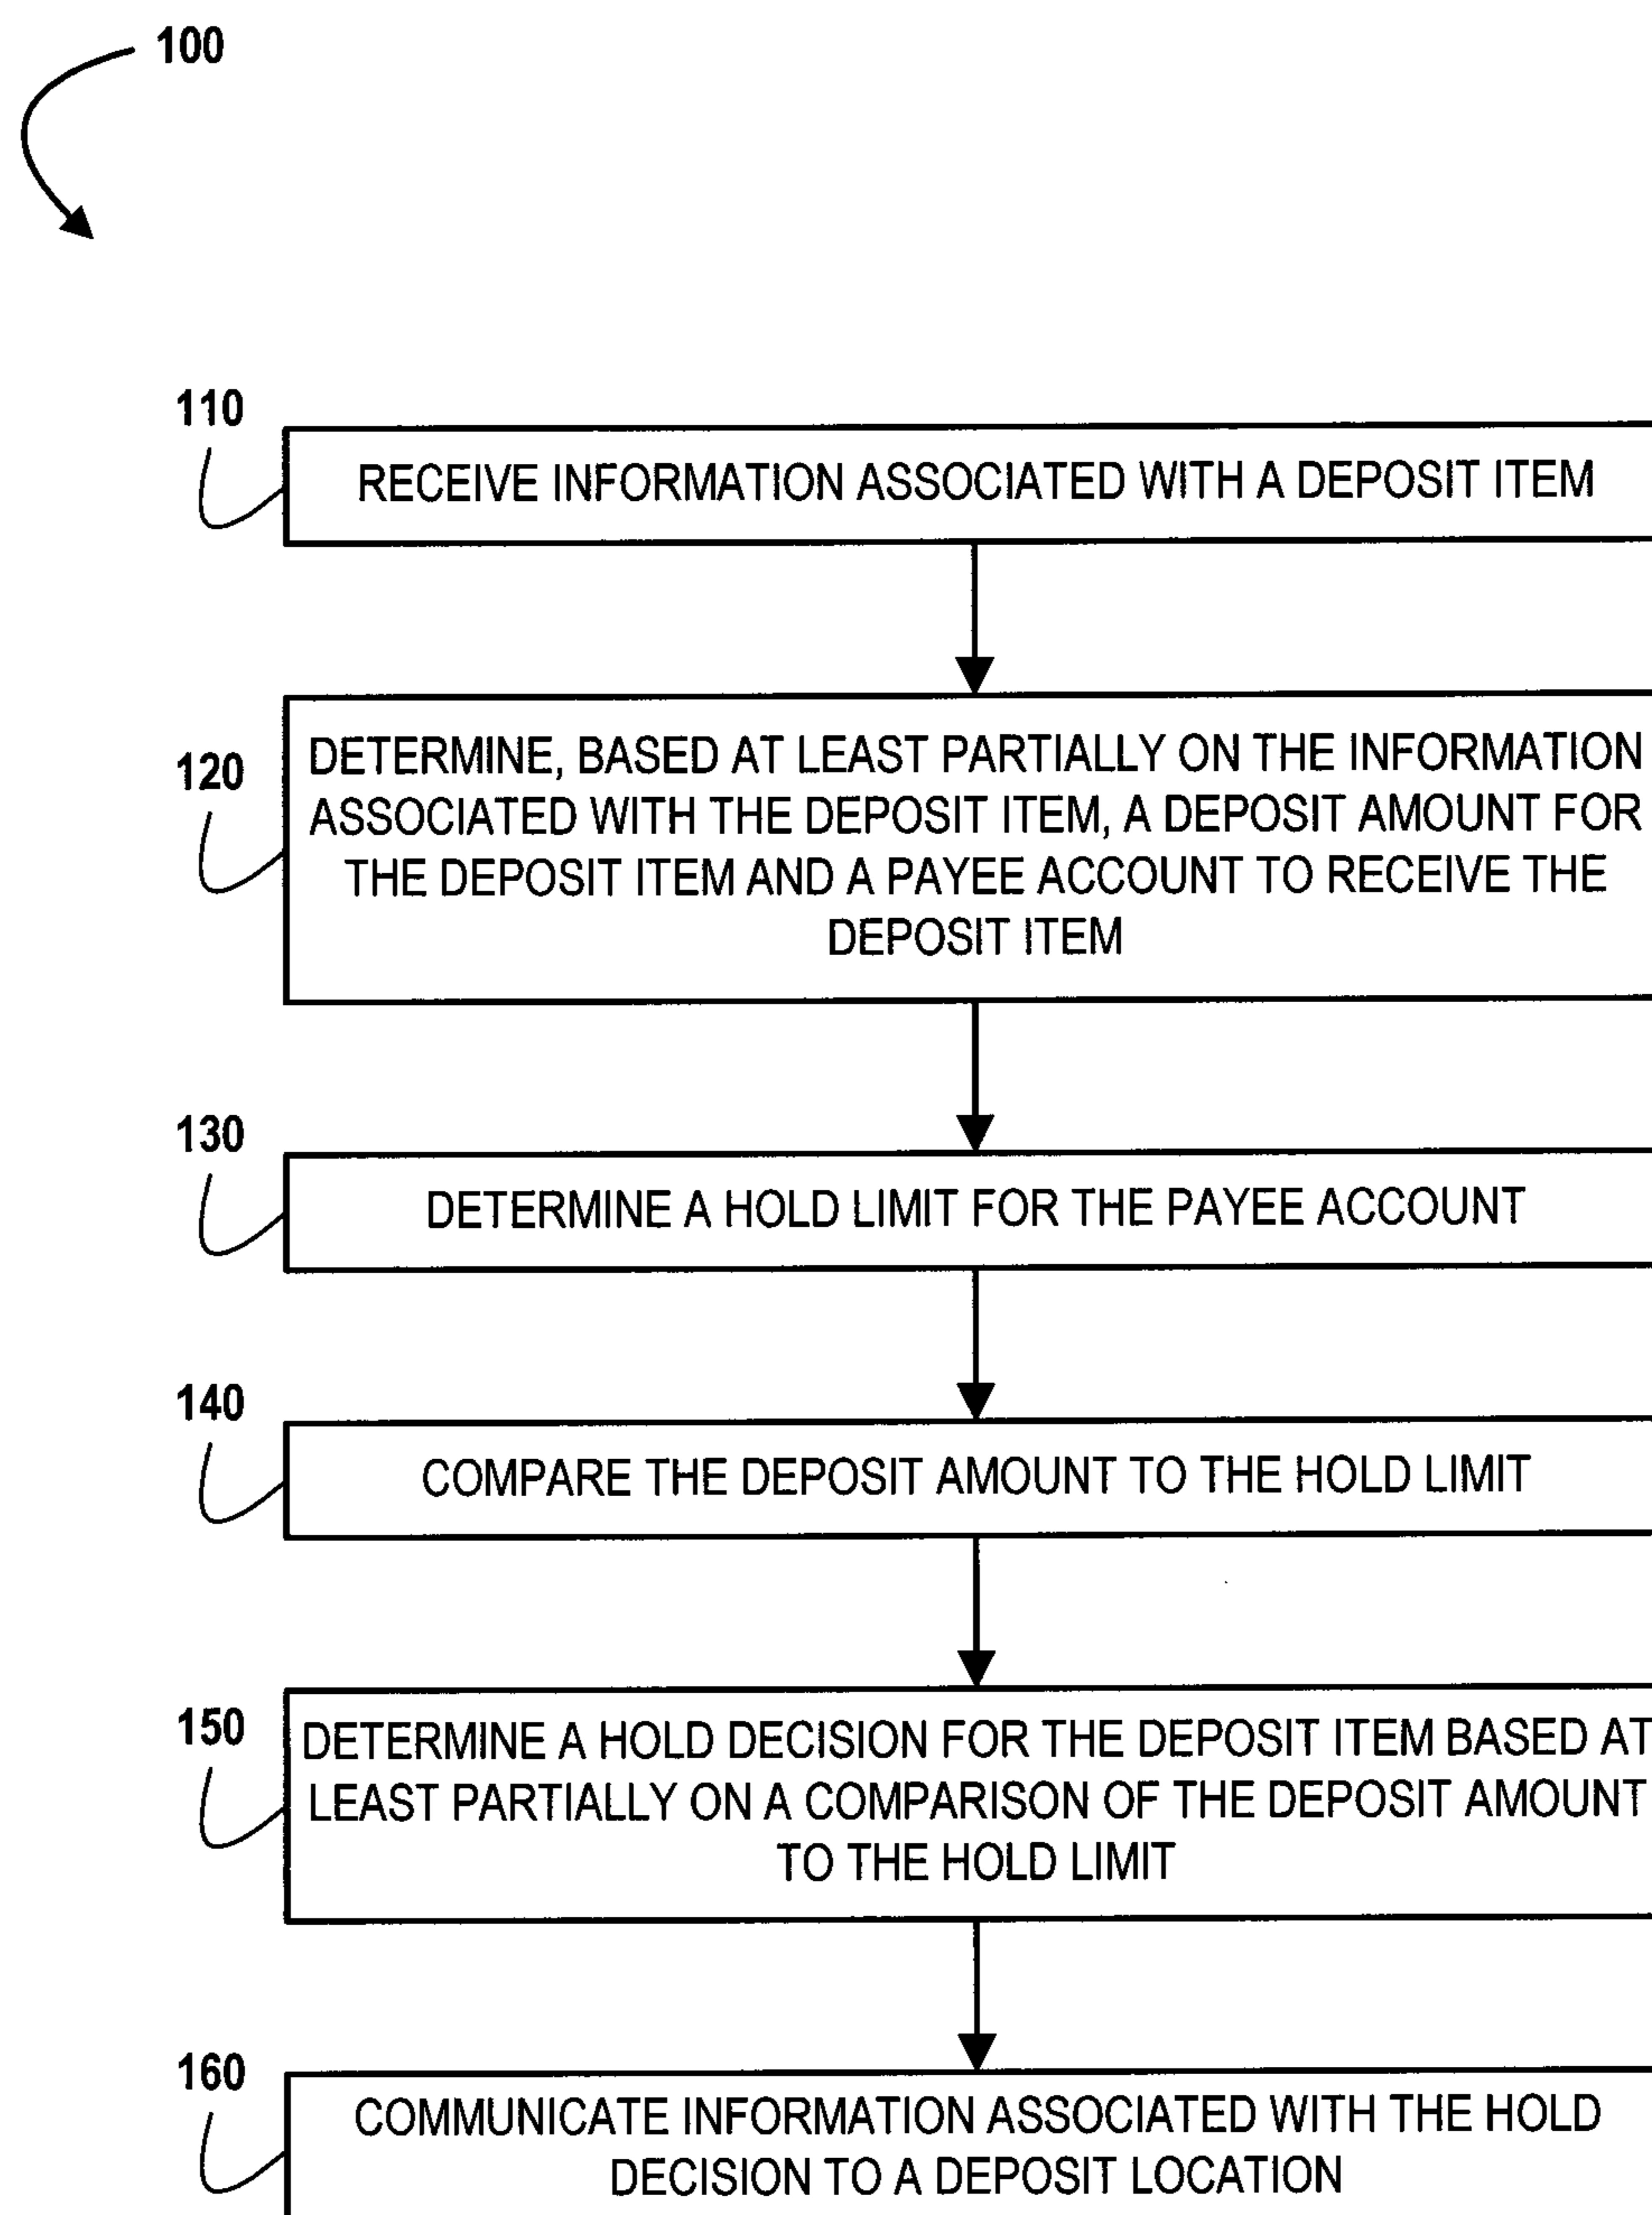 100
110
RECEIVE INFORMATION ASSOCIATED WITH A DEPOSIT ITEM
120
DETERMINE, BASED AT LEAST PARTIALLY ON THE INFORMATION
ASSOCIATED WITH THE DEPOSIT ITEM, A DEPOSIT AMOUNT FOR
THE DEPOSIT ITEM AND A PAYEE ACCOUNT TO RECEIVE THE
DEPOSIT ITEM
130
DETERMINE A HOLD LIMIT FOR THE PAYEE ACCOUNT
140
COMPARE THE DEPOSIT AMOUNT TO THE HOLD LIMIT
150
DETERMINE A HOLD DECISION FOR THE DEPOSIT ITEM BASED AT
LEAST PARTIALLY ON A COMPARISON OF THE DEPOSIT AMOUNT
TO THE HOLD LIMIT
160
COMMUNICATE INFORMATION ASSOCIATED WITH THE HOLD
DECISION TO A DEPOSIT LOCATION